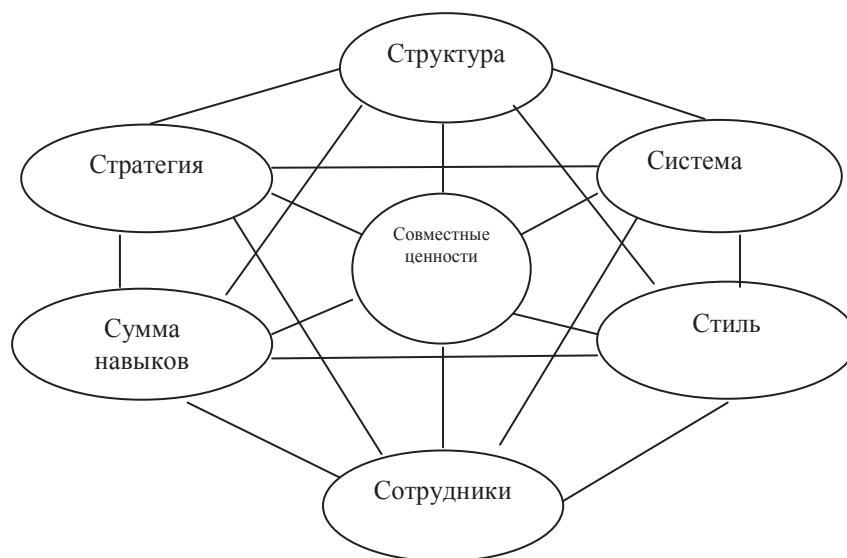 Структура
Стратегия
Система
Совместные
ценности
Сумма
навыков
Стиль
Сотрудники